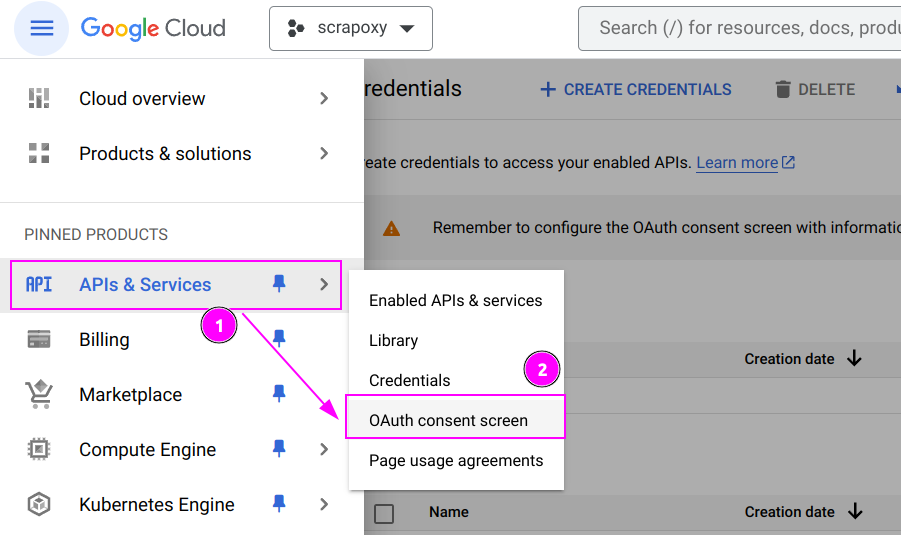 Google Cloud
scrapoxy
Search (/) for resources, docs, produ
Cloud overview
Products & solutions
PINNED PRODUCTS
API APIs & Services
1
Billing
Marketplace
Compute Engine
Kubernetes Engine
redentials
CREATE CREDENTIALS
DELETE
reate credentials to access your enabled APIs. Learn more
Remember to configure the OAuth consent screen with informatio
Enabled APIs & services
Library
Credentials
2
OAuth consent screen
Page usage agreements
Creation date
Name
Creation date